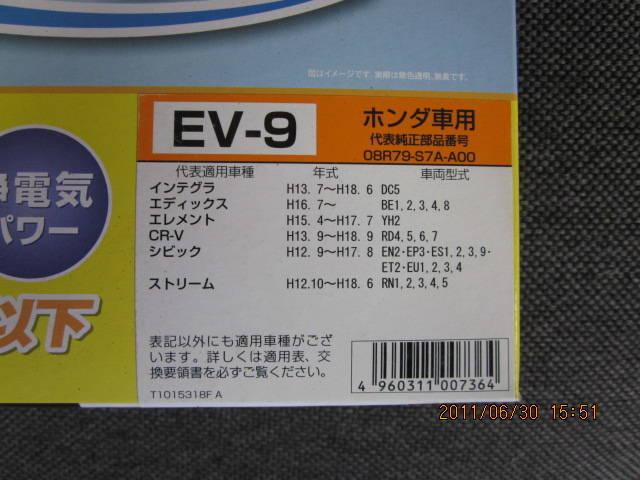 図はイメージです。実際は無色透明、無臭です。
EV-9
ホンダ車用
代表純正部品番号
08R79-S7A-A00
静電気
パワー
以下
代表適用車種 年式 車両型式
インテグラ H13. 7〜H18. 6 DC5
エディックス H16. 7〜 BE1, 2, 3, 4, 8
エレメント H15. 4〜H17. 7 YH2
CR-V H13. 9〜H18. 9 RD4, 5, 6, 7
シビック H12. 9〜H17. 8 EN2・EP3・ES1, 2, 3, 9・
ET2・EU1, 2, 3, 4
ストリーム H12.10〜H18. 6 RN1, 2, 3, 4, 5
表記以外にも適用車種がござ
います。詳しくは適用表、交
換要領書を必ずご覧ください。
T1015318F A
4 960311 007364
2011/06/30 15:51